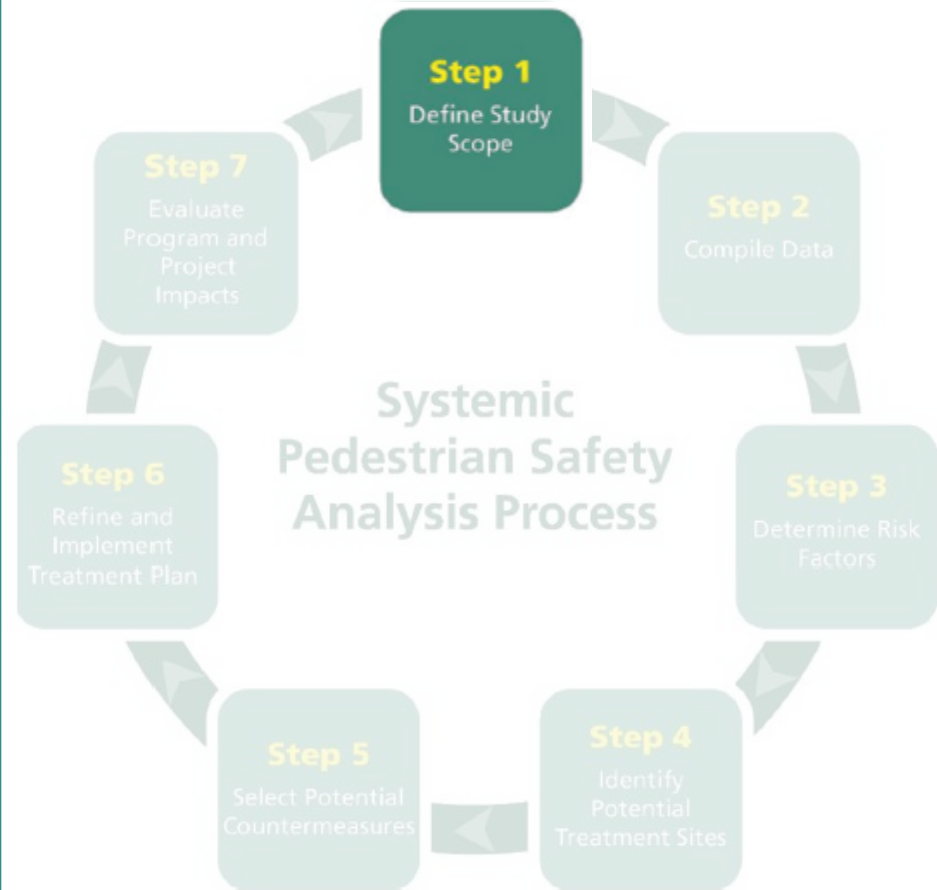 Step 1
Define Study
Scope
Step 2
Compile Data
Step 3
Determine Risk
Factors
Step 4
Identify
Potential
Treatment Sites
Step 5
Select Potential
Countermeasures
Step 6
Refine and
Implement
Treatment Plan
Step 7
Evaluate
Program and
Project
Impacts
Systemic
Pedestrian Safety
Analysis Process